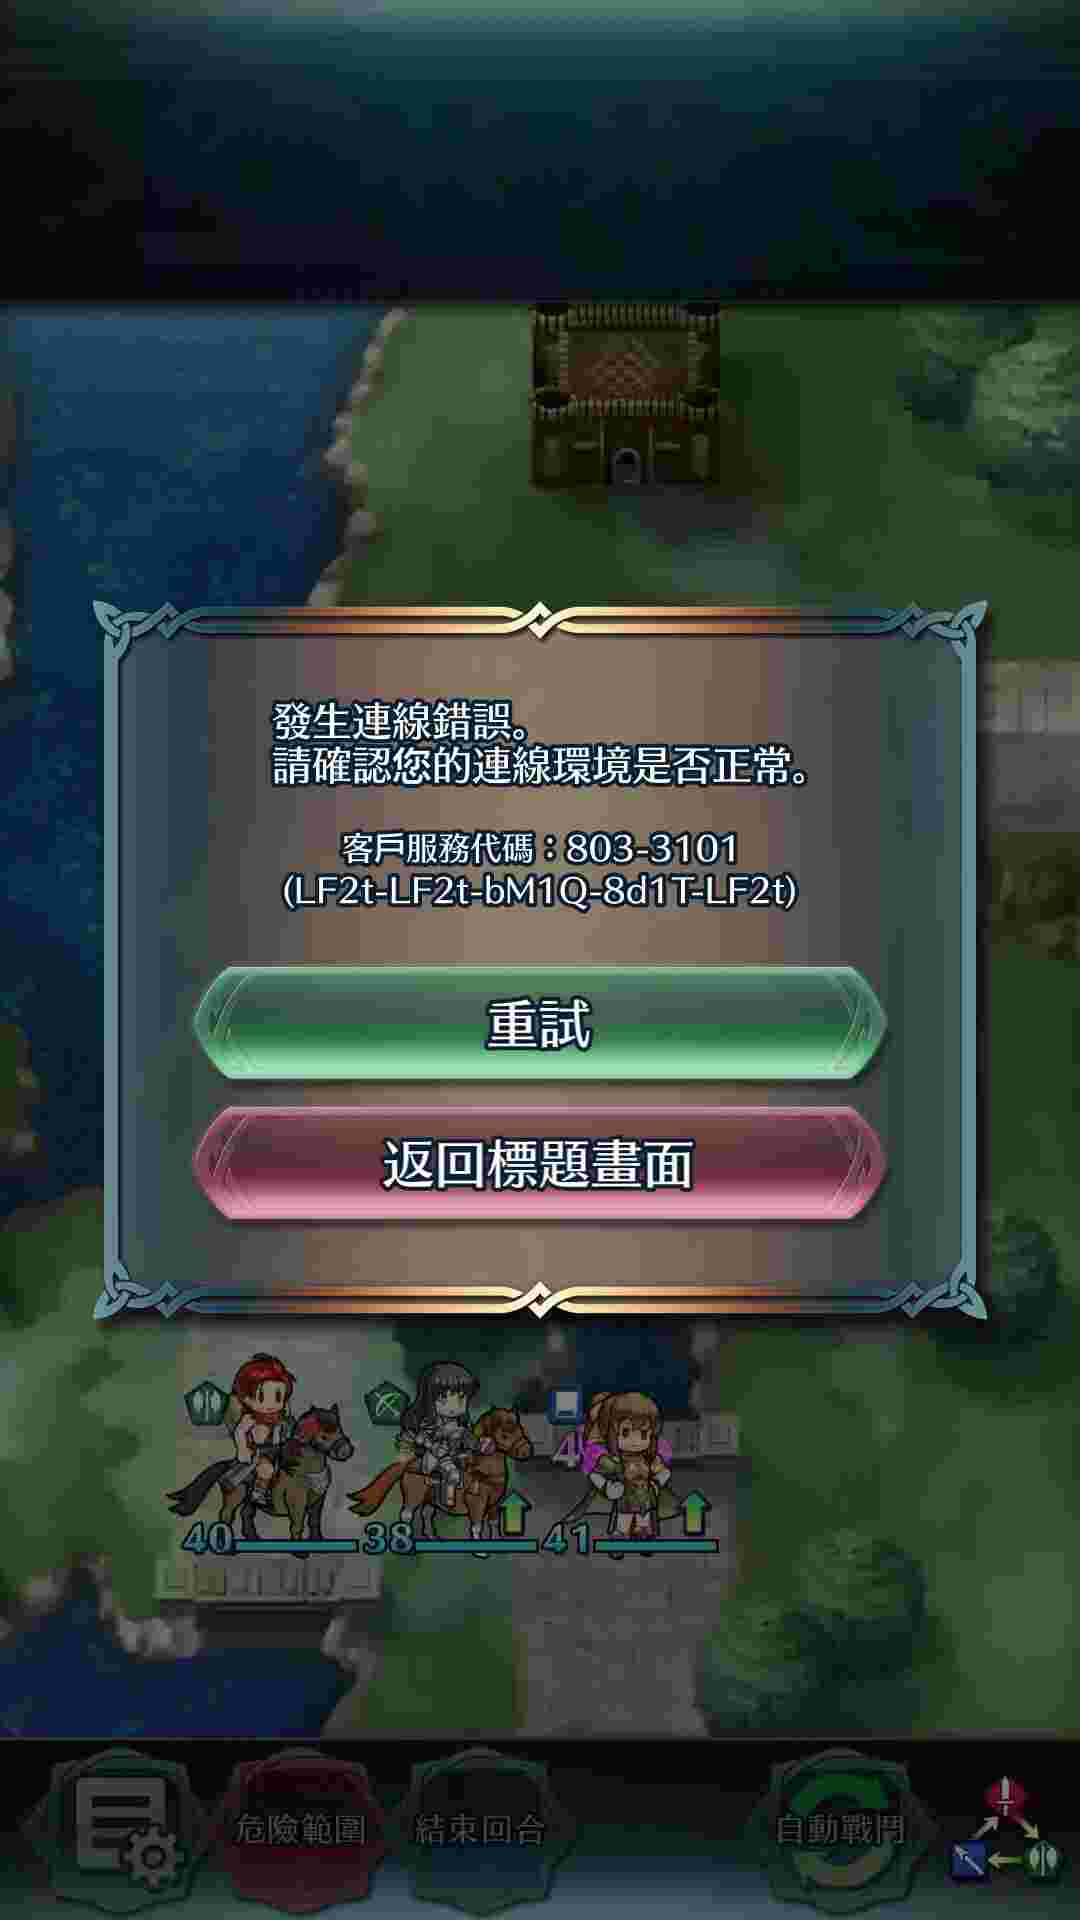 發生連線錯誤。
請確認您的連線環境是否正常。
客戶服務代碼：803-3101
(LF2t-LF2t-bM1Q-8d1T-LF2t)
重試
返回標題畫面
40
38
4
41
危險範圍
結束回合
自動戰鬥